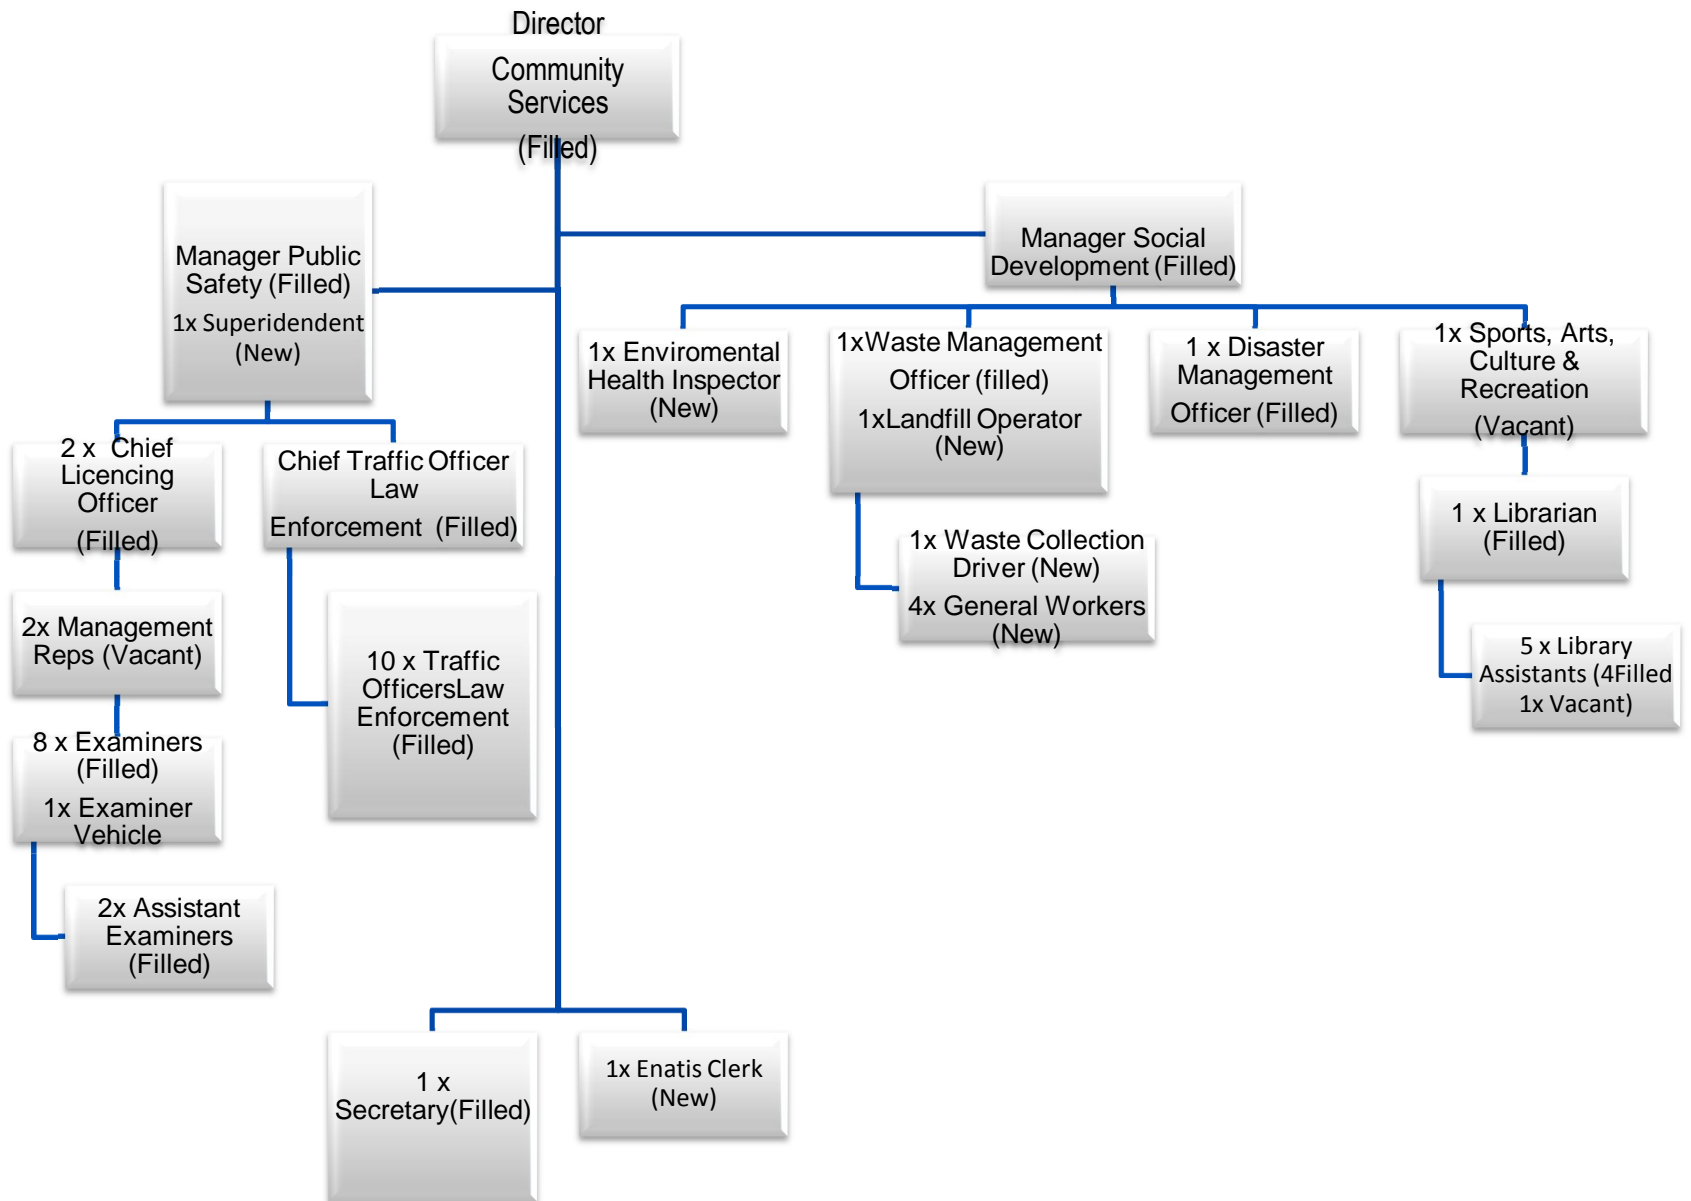 Director
Community
Services
(Filled)
Manager Public
Safety (Filled)
1x Superidendent
(New)
Manager Social
Development (Filled)
1x Enviromental
Health Inspector
(New)
1xWaste Management
Officer (filled)
1xLandfill Operator
(New)
1 x Disaster
Management
Officer (Filled)
1x Sports, Arts,
Culture &
Recreation
(Vacant)
2 x Chief
Licencing
Officer
(Filled)
Chief Traffic Officer
Law
Enforcement (Filled)
1x Waste Collection
Driver (New)
4x General Workers
(New)
1 x Librarian
(Filled)
2x Management
Reps (Vacant)
10 x Traffic
OfficersLaw
Enforcement
(Filled)
5 x Library
Assistants (4Filled
1x Vacant)
8 x Examiners
(Filled)
1x Examiner
Vehicle
2x Assistant
Examiners
(Filled)
1 x
Secretary(Filled)
1x Enatis Clerk
(New)